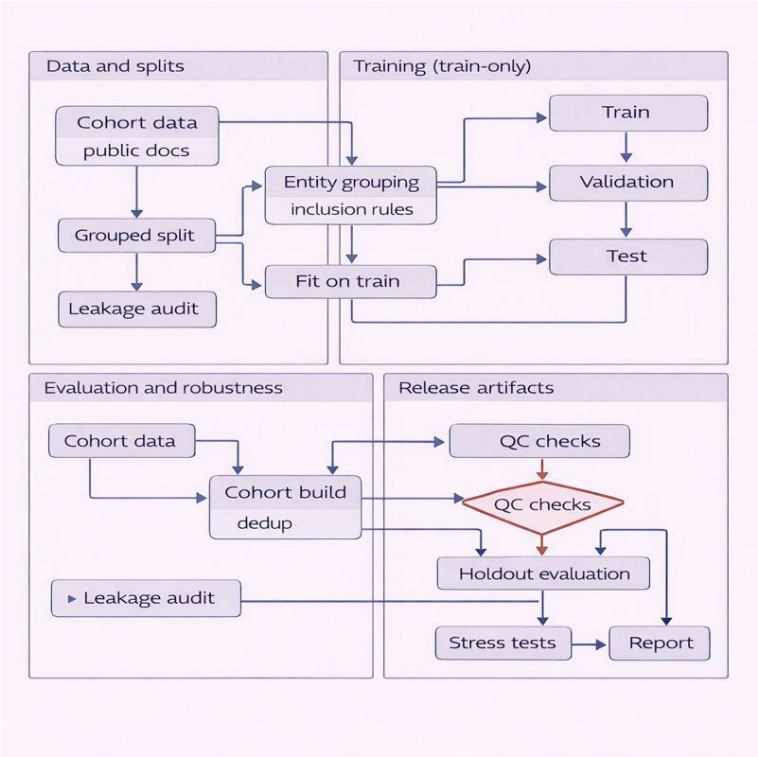 Data and splits
Training (train-only)
Cohort data
public docs
Train
Entity grouping
inclusion rules
Validation
Grouped split
Test
Fit on train
Leakage audit
Evaluation and robustness
Release artifacts
Cohort data
QC checks
Cohort build
dedup
QC checks
Holdout evaluation
Leakage audit
Stress tests
Report